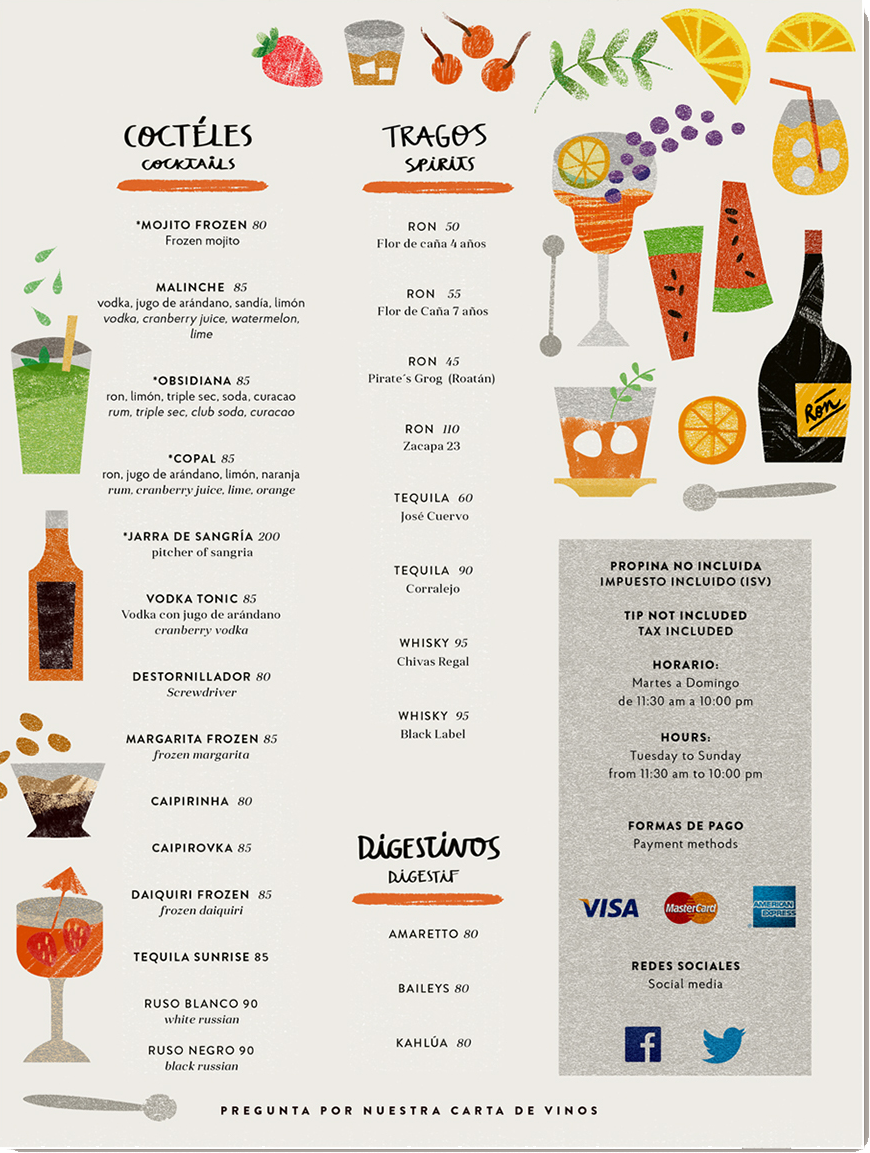 COCTÉLES
COCKTAILS
*MOJITO FROZEN 80
Frozen mojito
MALINCHE 85
vodka, jugo de arándano, sandía, limón
vodka, cranberry juice, watermelon,
lime
*OBSIDIANA 85
ron, limón, triple sec, soda, curacao
rum, triple sec, club soda, curacao
*COPAL 85
ron, jugo de arándano, limón, naranja
rum, cranberry juice, lime, orange
*JARRA DE SANGRÍA 200
pitcher of sangria
VODKA TONIC 85
Vodka con jugo de arándano
cranberry vodka
DESTORNILLADOR 80
Screwdriver
MARGARITA FROZEN 85
frozen margarita
CAIPIRINHA 80
CAIPIROVKA 85
DAIQUIRI FROZEN 85
frozen daiquiri
TEQUILA SUNRISE 85
RUSO BLANCO 90
white russian
RUSO NEGRO 90
black russian
TRAGOS
SPIRITS
RON 50
Flor de caña 4 años
RON 55
Flor de Caña 7 años
RON 45
Pirate´s Grog (Roatán)
RON 110
Zacapa 23
TEQUILA 60
José Cuervo
TEQUILA 90
Corralejo
WHISKY 95
Chivas Regal
WHISKY 95
Black Label
DIGESTIVOS
DIGESTIF
AMARETTO 80
BAILEYS 80
KAHLÚA 80
Ron
PROPINA NO INCLUIDA
IMPUESTO INCLUIDO (ISV)
TIP NOT INCLUDED
TAX INCLUDED
HORARIO:
Martes a Domingo
de 11:30 am a 10:00 pm
HOURS:
Tuesday to Sunday
from 11:30 am to 10:00 pm
FORMAS DE PAGO
Payment methods
VISA
MasterCard
AMERICAN
EXPRESS
REDES SOCIALES
Social media
f
PREGUNTA POR NUESTRA CARTA DE VINOS